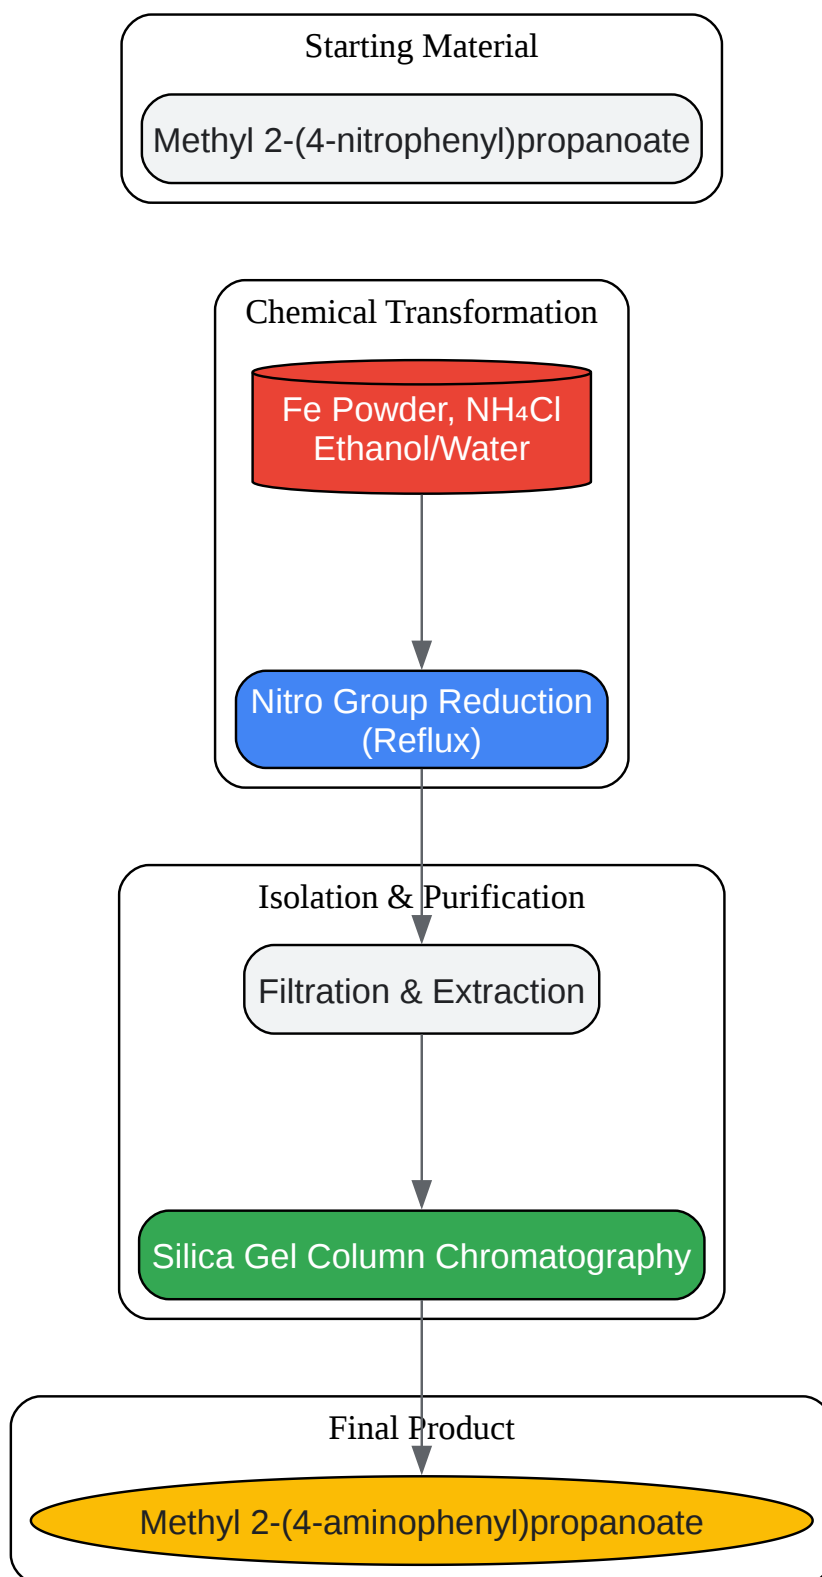 Starting Material
Methyl 2-(4-nitrophenyl)propanoate
Chemical Transformation
Fe Powder, NH₄Cl
Ethanol/Water
Nitro Group Reduction
(Reflux)
Isolation & Purification
Filtration & Extraction
Silica Gel Column Chromatography
Final Product
Methyl 2-(4-aminophenyl)propanoate